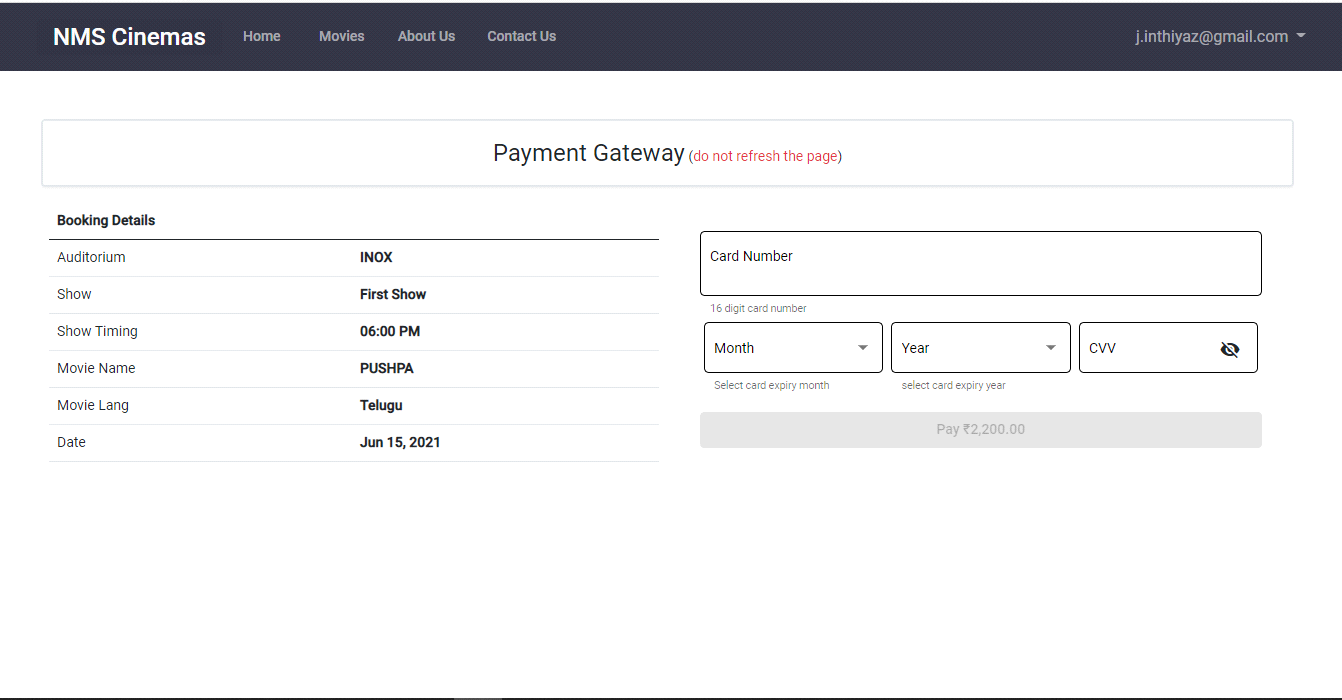 NMS Cinemas Home Movies About Us Contact Us j.inthiyaz@gmail.com
Payment Gateway (do not refresh the page)
Booking Details
Auditorium INOX
Show First Show
Show Timing 06:00 PM
Movie Name PUSHPA
Movie Lang Telugu
Date Jun 15, 2021
Card Number
16 digit card number
Month Year CVV
Select card expiry month select card expiry year
Pay ₹2,200.00